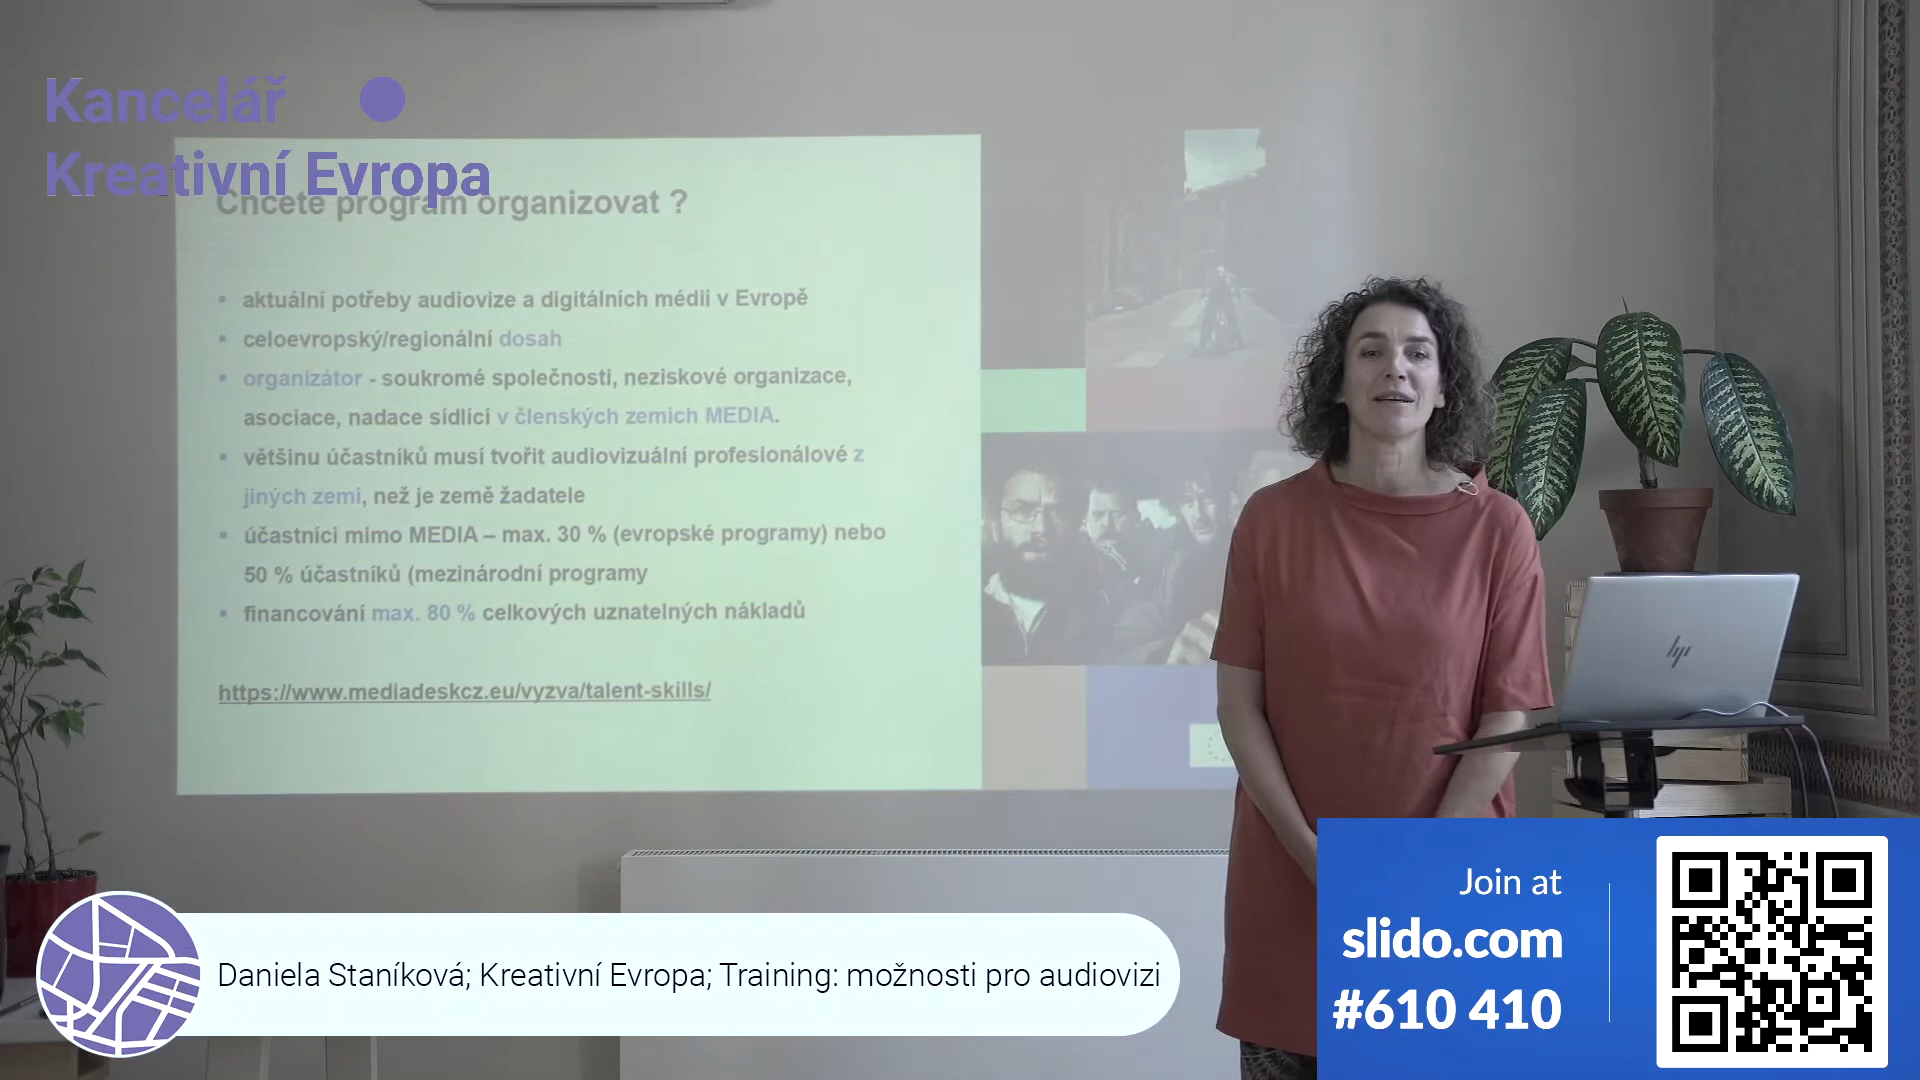 Kancelář
Kreativní Evropa
Chcete program organizovat ?
▪ aktuální potřeby audiovize a digitálních médií v Evropě
▪ celoevropský/regionální dosah
▪ organizátor - soukromé společnosti, neziskové organizace,
asociace, nadace sídlící v členských zemích MEDIA.
▪ většinu účastníků musí tvořit audiovizuální profesionálové z
jiných zemí, než je země žadatele
▪ účastníci mimo MEDIA – max. 30 % (evropské programy) nebo
50 % účastníků (mezinárodní programy
▪ financování max. 80 % celkových uznatelných nákladů
https://www.mediadeskcz.eu/vyzva/talent-skills/
hp
Daniela Staníková; Kreativní Evropa; Training: možnosti pro audiovizi
Join at
slido.com
#610 410